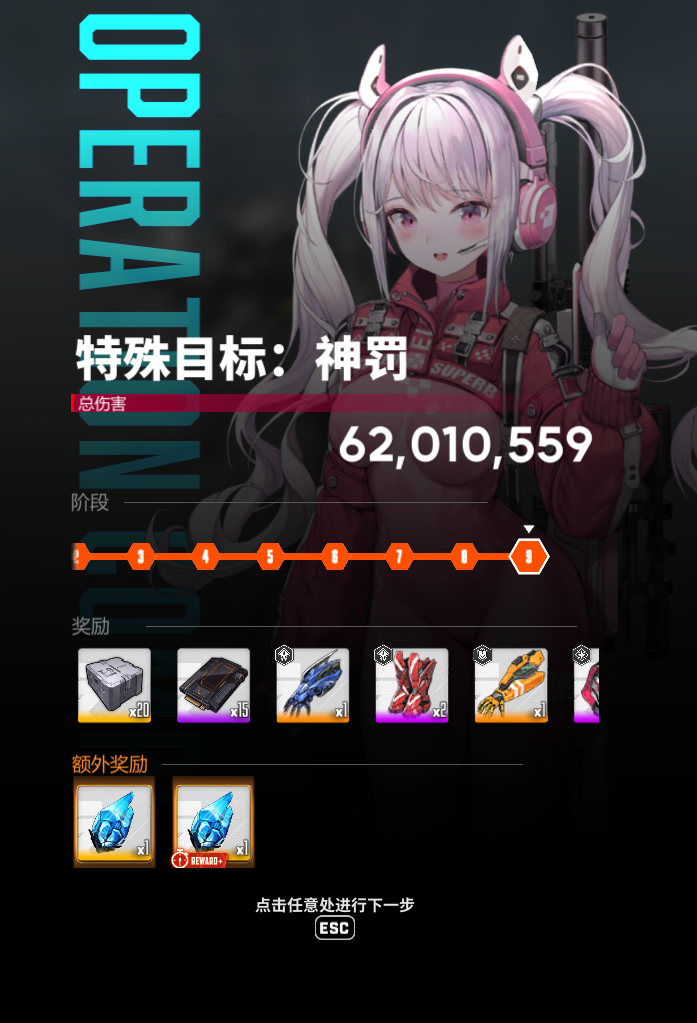 OPERATION COMP
特殊目标：神罚
SUPERR
总伤害
62,010,559
阶段
2 3 4 5 6 7 8 9
奖励
x20 x15 x1 x2 x1
额外奖励
x1 x1
REWARD+
点击任意处进行下一步
ESC